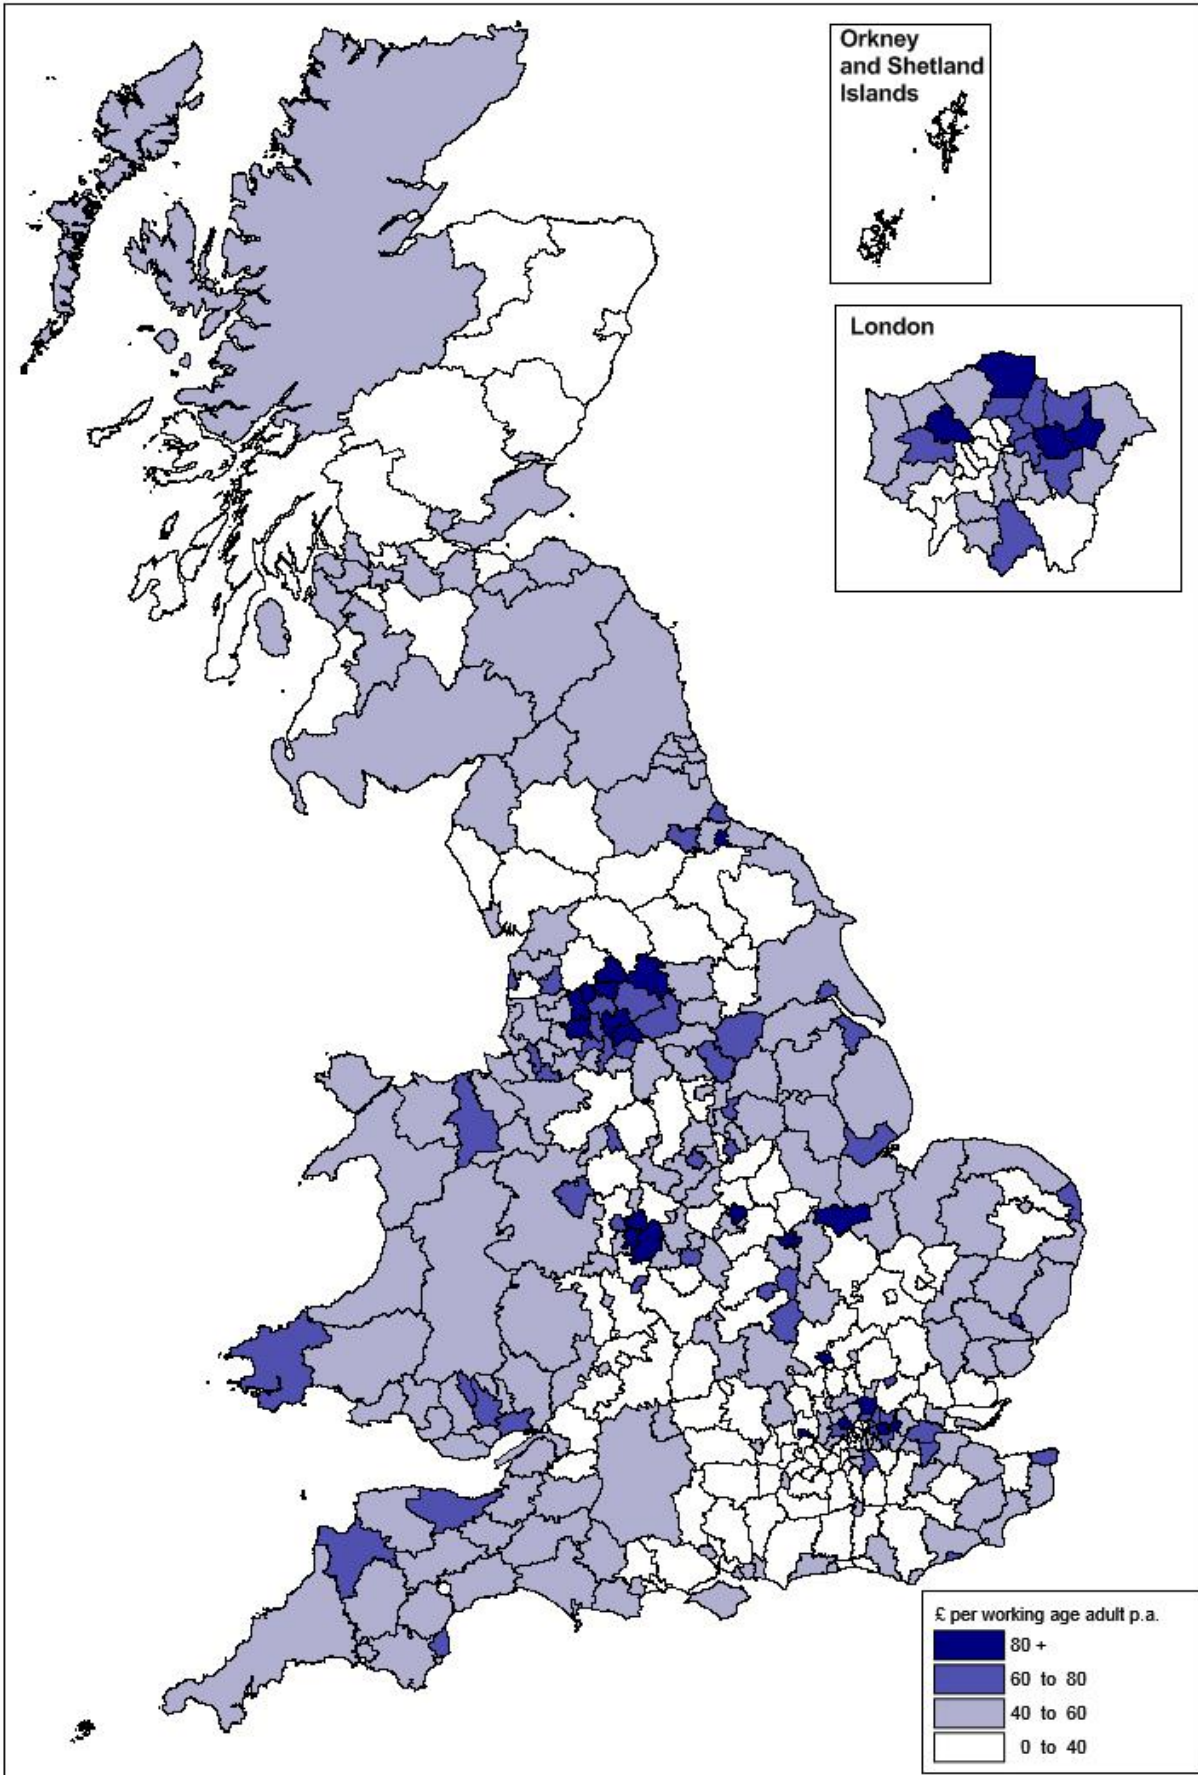 Orkney
and Shetland
Islands
London
£ per working age adult p.a.
80 +
60 to 80
40 to 60
0 to 40